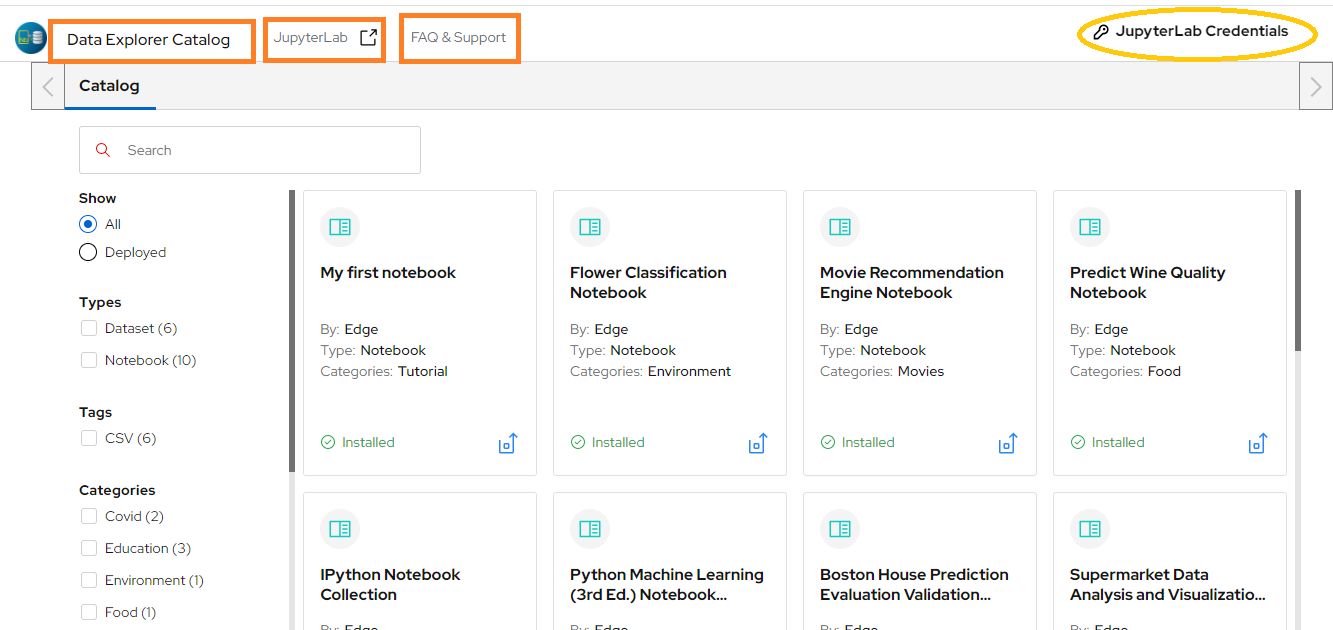 Data Explorer Catalog
JupyterLab
FAQ & Support
JupyterLab Credentials
Catalog
Search
Show
All
Deployed
Types
Dataset (6)
Notebook (10)
Tags
CSV (6)
Categories
Covid (2)
Education (3)
Environment (1)
Food (1)
My first notebook
By: Edge
Type: Notebook
Categories: Tutorial
Installed
Flower Classification
Notebook
By: Edge
Type: Notebook
Categories: Environment
Installed
Movie Recommendation
Engine Notebook
By: Edge
Type: Notebook
Categories: Movies
Installed
Predict Wine Quality
Notebook
By: Edge
Type: Notebook
Categories: Food
Installed
IPython Notebook
Collection
By: Edge
Python Machine Learning
(3rd Ed.) Notebook...
By: Edge
Boston House Prediction
Evaluation Validation...
By: Edge
Supermarket Data
Analysis and Visualizatio...
By: Edge